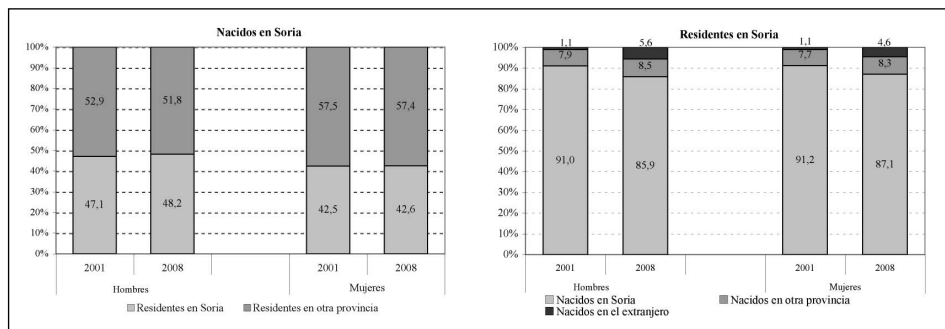 Nacidos en Soria
100%
90%
80%
70%
60%
50%
40%
30%
20%
10%
0%
52,9 51,8 57,5 57,4
47,1 48,2 42,5 42,6
2001 2008 2001 2008
Hombres Mujeres
Residentes en Soria Residentes en otra provincia
Residentes en Soria
1,1 5,6 1,1 4,6
100%
90%
80%
70%
60%
50%
40%
30%
20%
10%
0%
7,9 8,5 7,7 8,3
91,0 85,9 91,2 87,1
2001 2008 2001 2008
Hombres Mujeres
Nacidos en Soria Nacidos en otra provincia
Nacidos en el extranjero